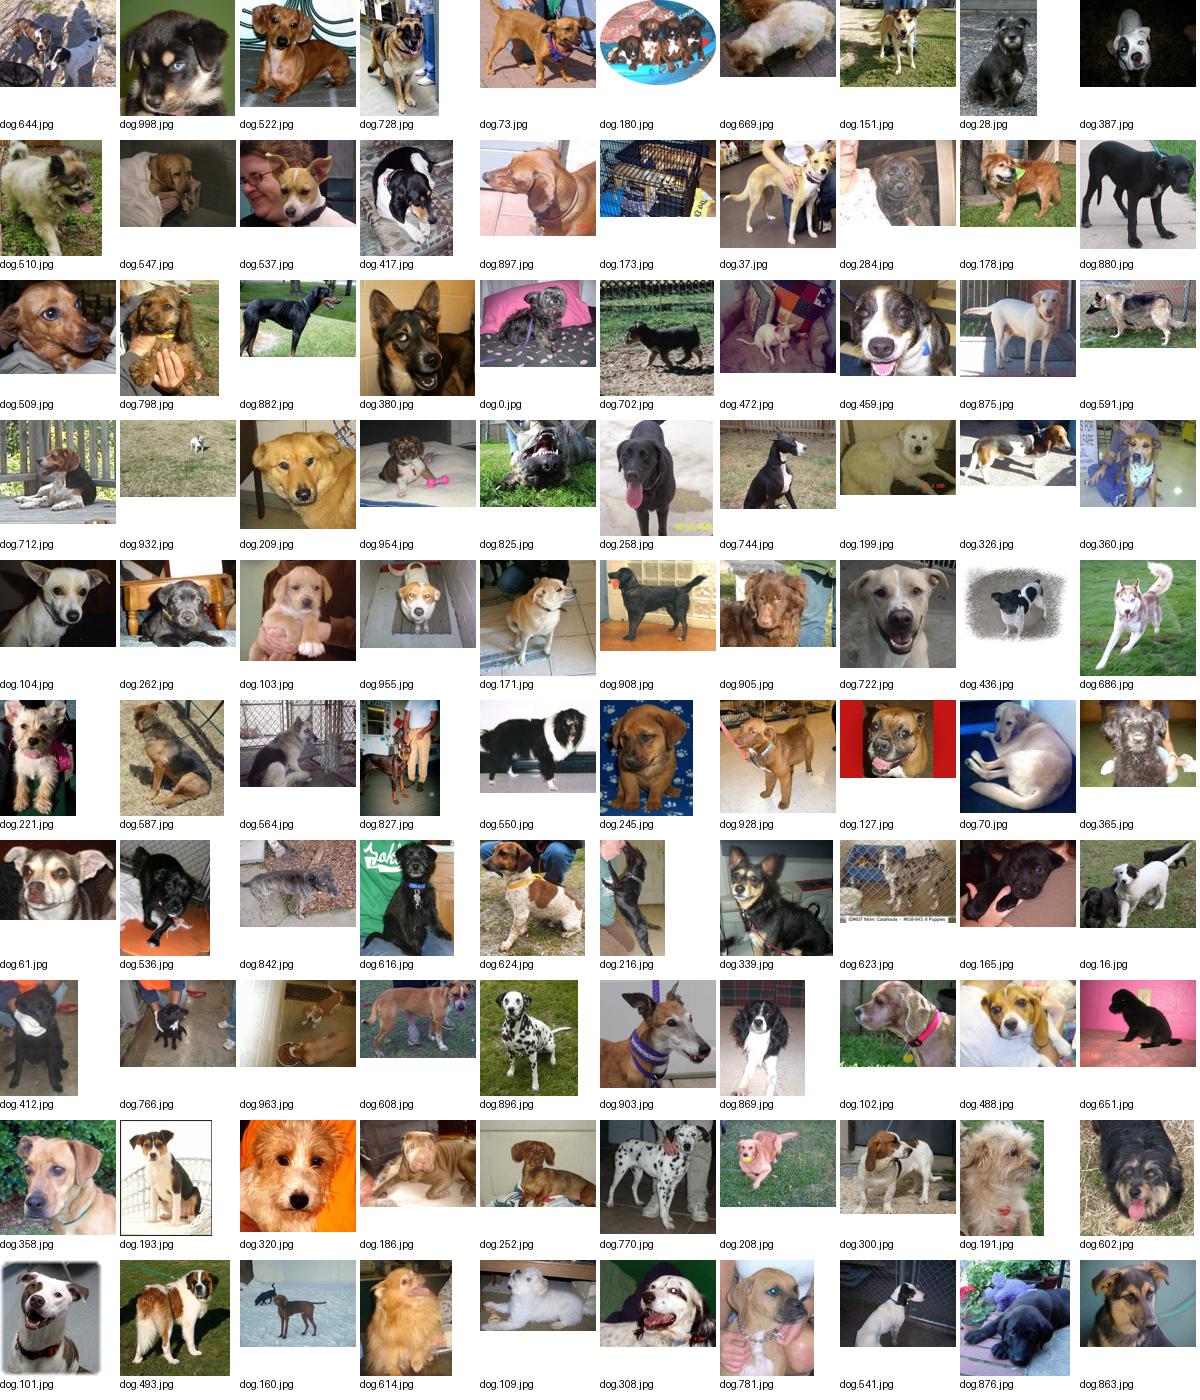 dog.644.jpg dog.998.jpg dog.522.jpg dog.728.jpg dog.73.jpg dog.180.jpg dog.669.jpg dog.151.jpg dog.28.jpg dog.387.jpg
dog.510.jpg dog.547.jpg dog.537.jpg dog.417.jpg dog.897.jpg dog.173.jpg dog.37.jpg dog.284.jpg dog.178.jpg dog.880.jpg
dog.509.jpg dog.798.jpg dog.882.jpg dog.380.jpg dog.0.jpg dog.702.jpg dog.472.jpg dog.459.jpg dog.875.jpg dog.591.jpg
dog.712.jpg dog.932.jpg dog.209.jpg dog.954.jpg dog.825.jpg dog.258.jpg dog.744.jpg dog.199.jpg dog.326.jpg dog.360.jpg
dog.104.jpg dog.262.jpg dog.103.jpg dog.955.jpg dog.171.jpg dog.908.jpg dog.905.jpg dog.722.jpg dog.436.jpg dog.686.jpg
dog.221.jpg dog.587.jpg dog.564.jpg dog.827.jpg dog.550.jpg dog.245.jpg dog.928.jpg dog.127.jpg dog.70.jpg dog.365.jpg
ID#637 Mom: Catahoula - #638-643 6 Puppies
dog.61.jpg dog.536.jpg dog.842.jpg dog.616.jpg dog.624.jpg dog.216.jpg dog.339.jpg dog.623.jpg dog.165.jpg dog.16.jpg
dog.412.jpg dog.766.jpg dog.963.jpg dog.608.jpg dog.896.jpg dog.903.jpg dog.869.jpg dog.102.jpg dog.488.jpg dog.651.jpg
dog.358.jpg dog.193.jpg dog.320.jpg dog.186.jpg dog.252.jpg dog.770.jpg dog.208.jpg dog.300.jpg dog.191.jpg dog.602.jpg
dog.101.jpg dog.493.jpg dog.160.jpg dog.614.jpg dog.109.jpg dog.308.jpg dog.781.jpg dog.541.jpg dog.876.jpg dog.863.jpg